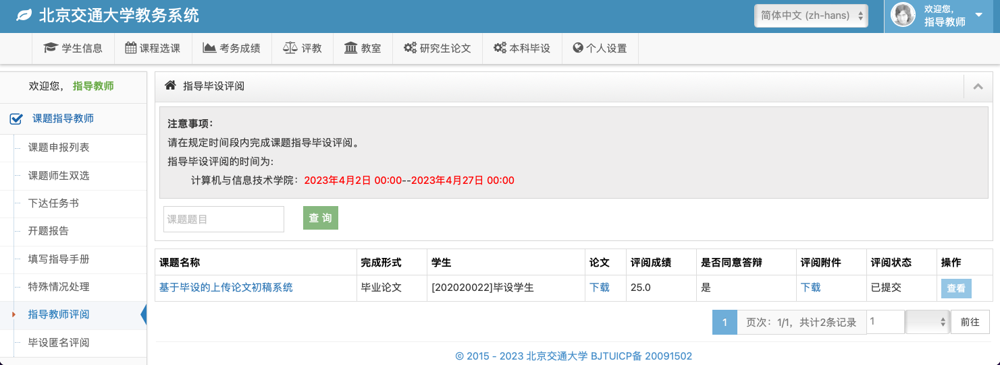 北京交通大学教务系统
简体中文 (zh-hans)
欢迎您，
指导教师
学生信息 课程选课 考务成绩 评教 教室 研究生论文 本科毕设 个人设置
欢迎您， 指导教师
课题指导教师
课题申报列表
课题师生双选
下达任务书
开题报告
填写指导手册
特殊情况处理
指导教师评阅
毕设匿名评阅
指导毕设评阅
注意事项：
请在规定时间段内完成课题指导毕设评阅。
指导毕设评阅的时间为:
计算机与信息技术学院：2023年4月2日 00:00--2023年4月27日 00:00
课题题目 查 询
课题名称 完成形式 学生 论文 评阅成绩 是否同意答辩 评阅附件 评阅状态 操作
基于毕设的上传论文初稿系统 毕业论文 [202020022]毕设学生 下载 25.0 是 下载 已提交 查看
1 页次：1/1，共计2条记录 1 前往
© 2015 - 2023 北京交通大学 BJTUICP备 20091502